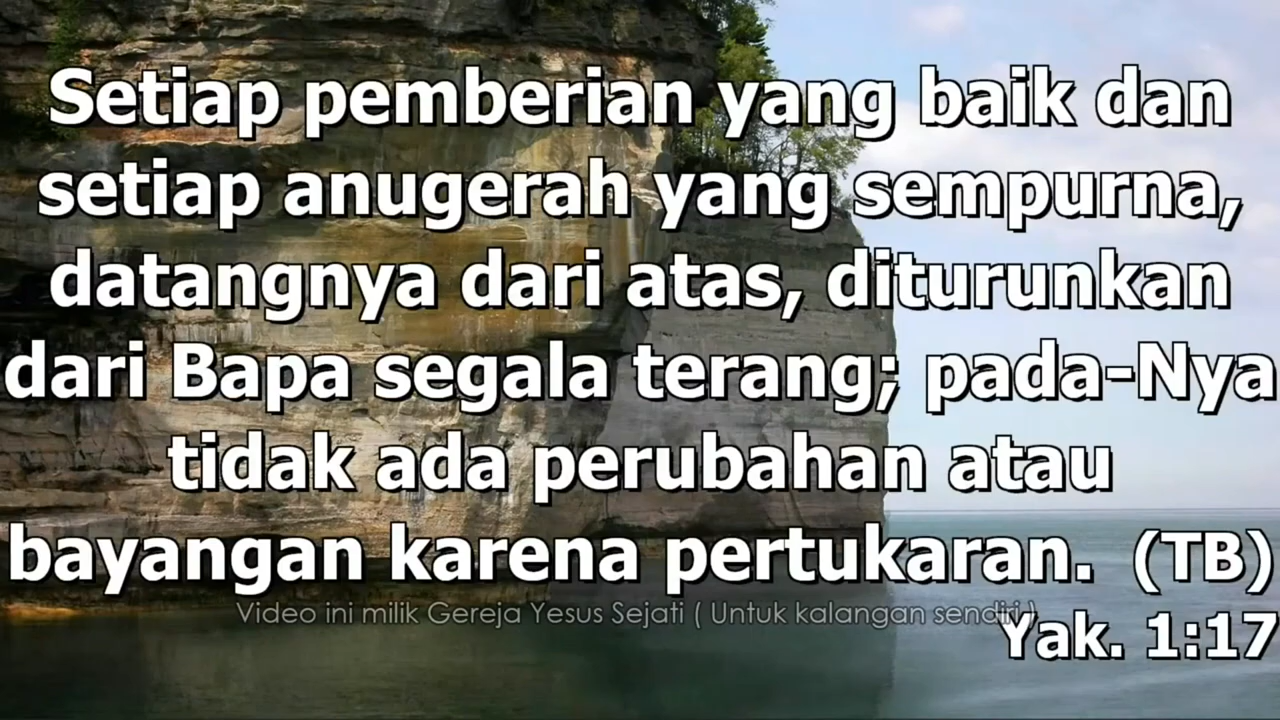 Setiap pemberian yang baik dan
setiap anugerah yang sempurna,
datangnya dari atas, diturunkan
dari Bapa segala terang; pada-Nya
tidak ada perubahan atau
bayangan karena pertukaran. (TB)
Video ini milik Gereja Yesus Sejati ( Untuk kalangan sendiri )
Yak. 1:17